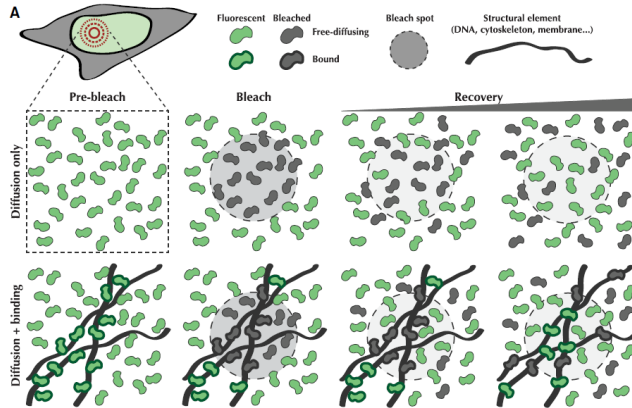 A
Fluorescent Bleached
Free-diffusing
Bound
Bleach spot
Structural element
(DNA, cytoskeleton, membrane...)
Pre-bleach
Bleach
Recovery
Diffusion only
Diffusion + binding